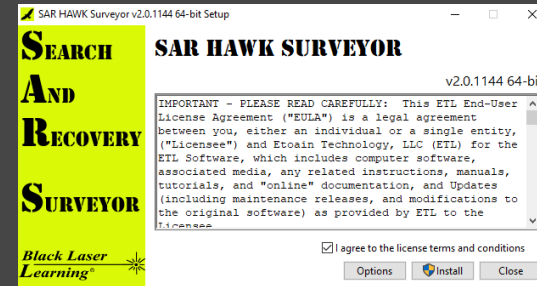 SAR HAWK Surveyor v2.0.1144 64-bit Setup
SEARCH
AND
RECOVERY
SURVEYOR
Black Laser
Learning®
SAR HAWK SURVEYOR
v2.0.1144 64-bi
IMPORTANT - PLEASE READ CAREFULLY: This ETL End-User
License Agreement ("EULA") is a legal agreement
between you, either an individual or a single entity,
("Licensee") and Etoain Technology, LLC (ETL) for the
ETL Software, which includes computer software,
associated media, any related instructions, manuals,
tutorials, and "online" documentation, and Updates
(including maintenance releases, and modifications to
the original software) as provided by ETL to the
Licensee
I agree to the license terms and conditions
Options
Install
Close